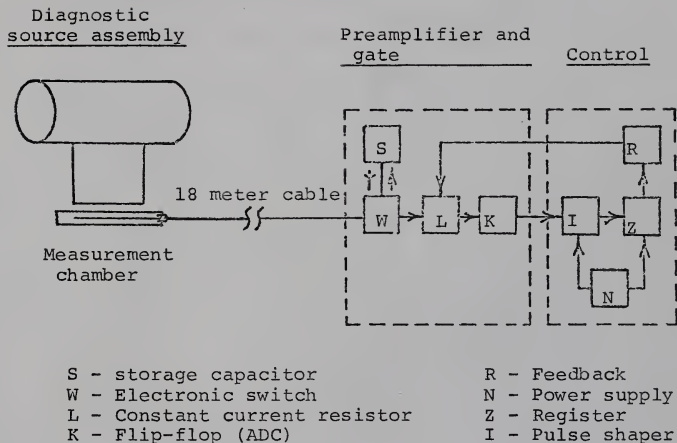 Diagnostic
source assembly
Preamplifier and
gate
Control
S
R
18 meter cable
W
L
K
I
Z
Measurement
chamber
N
S - storage capacitor
W - Electronic switch
L - Constant current resistor
K - Flip-flop (ADC)
R - Feedback
N - Power supply
Z - Register
I - Pulse shaper